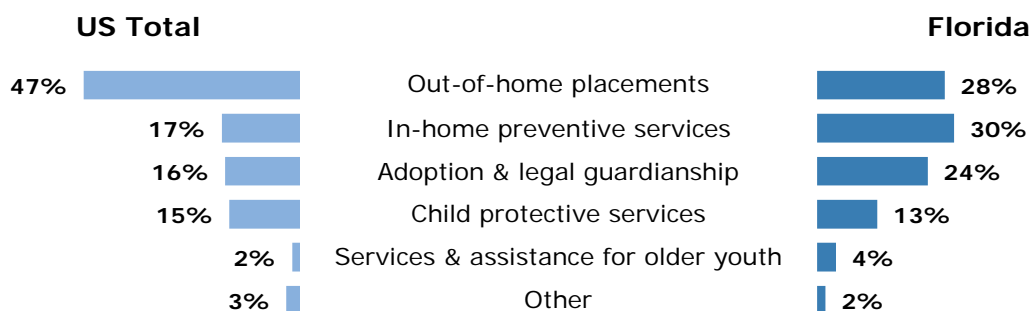 US Total Florida
47% Out-of-home placements 28%
17% In-home preventive services 30%
16% Adoption & legal guardianship 24%
15% Child protective services 13%
2% Services & assistance for older youth 4%
3% Other 2%